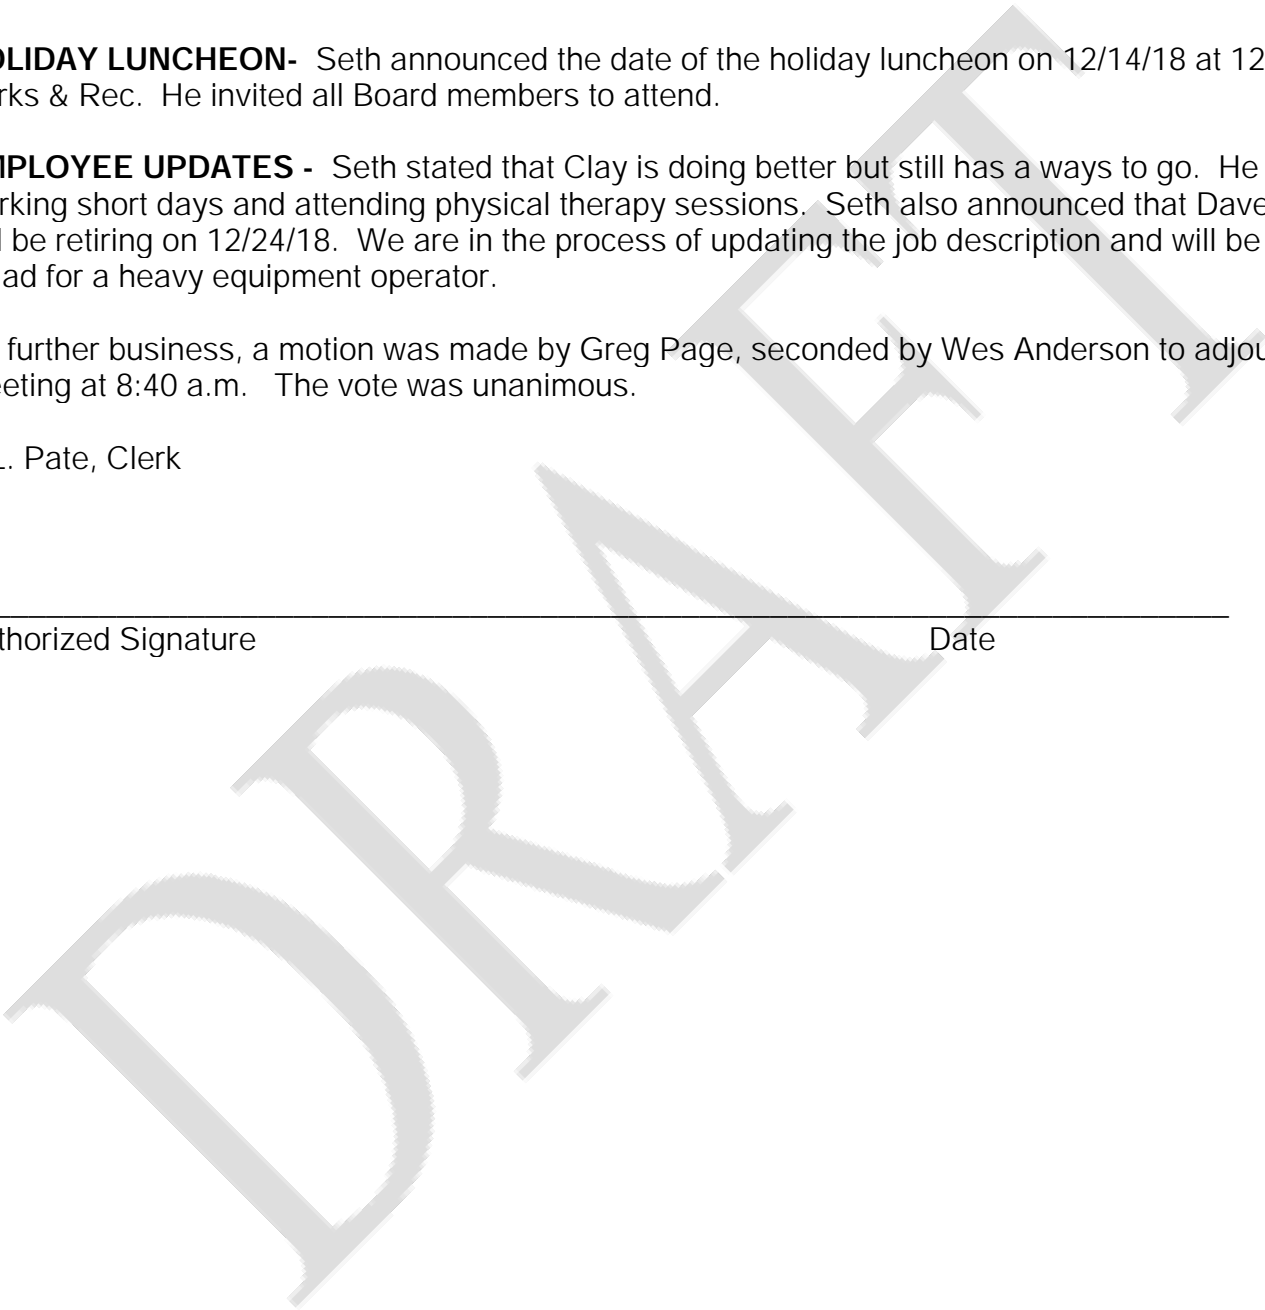 OLIDAY LUNCHEON- Seth announced the date of the holiday luncheon on 12/14/18 at 12
rks & Rec. He invited all Board members to attend.
MPLOYEE UPDATES - Seth stated that Clay is doing better but still has a ways to go. He
rking short days and attending physical therapy sessions. Seth also announced that Dave
l be retiring on 12/24/18. We are in the process of updating the job description and will be
ad for a heavy equipment operator.
further business, a motion was made by Greg Page, seconded by Wes Anderson to adjou
eeting at 8:40 a.m. The vote was unanimous.
L. Pate, Clerk
thorized Signature Date
DRAFT